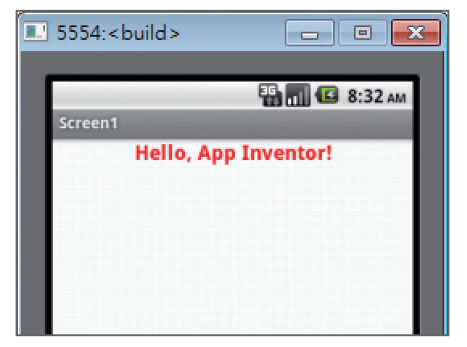 5554:<build>
3G 8:32 AM
Screen1
Hello, App Inventor!